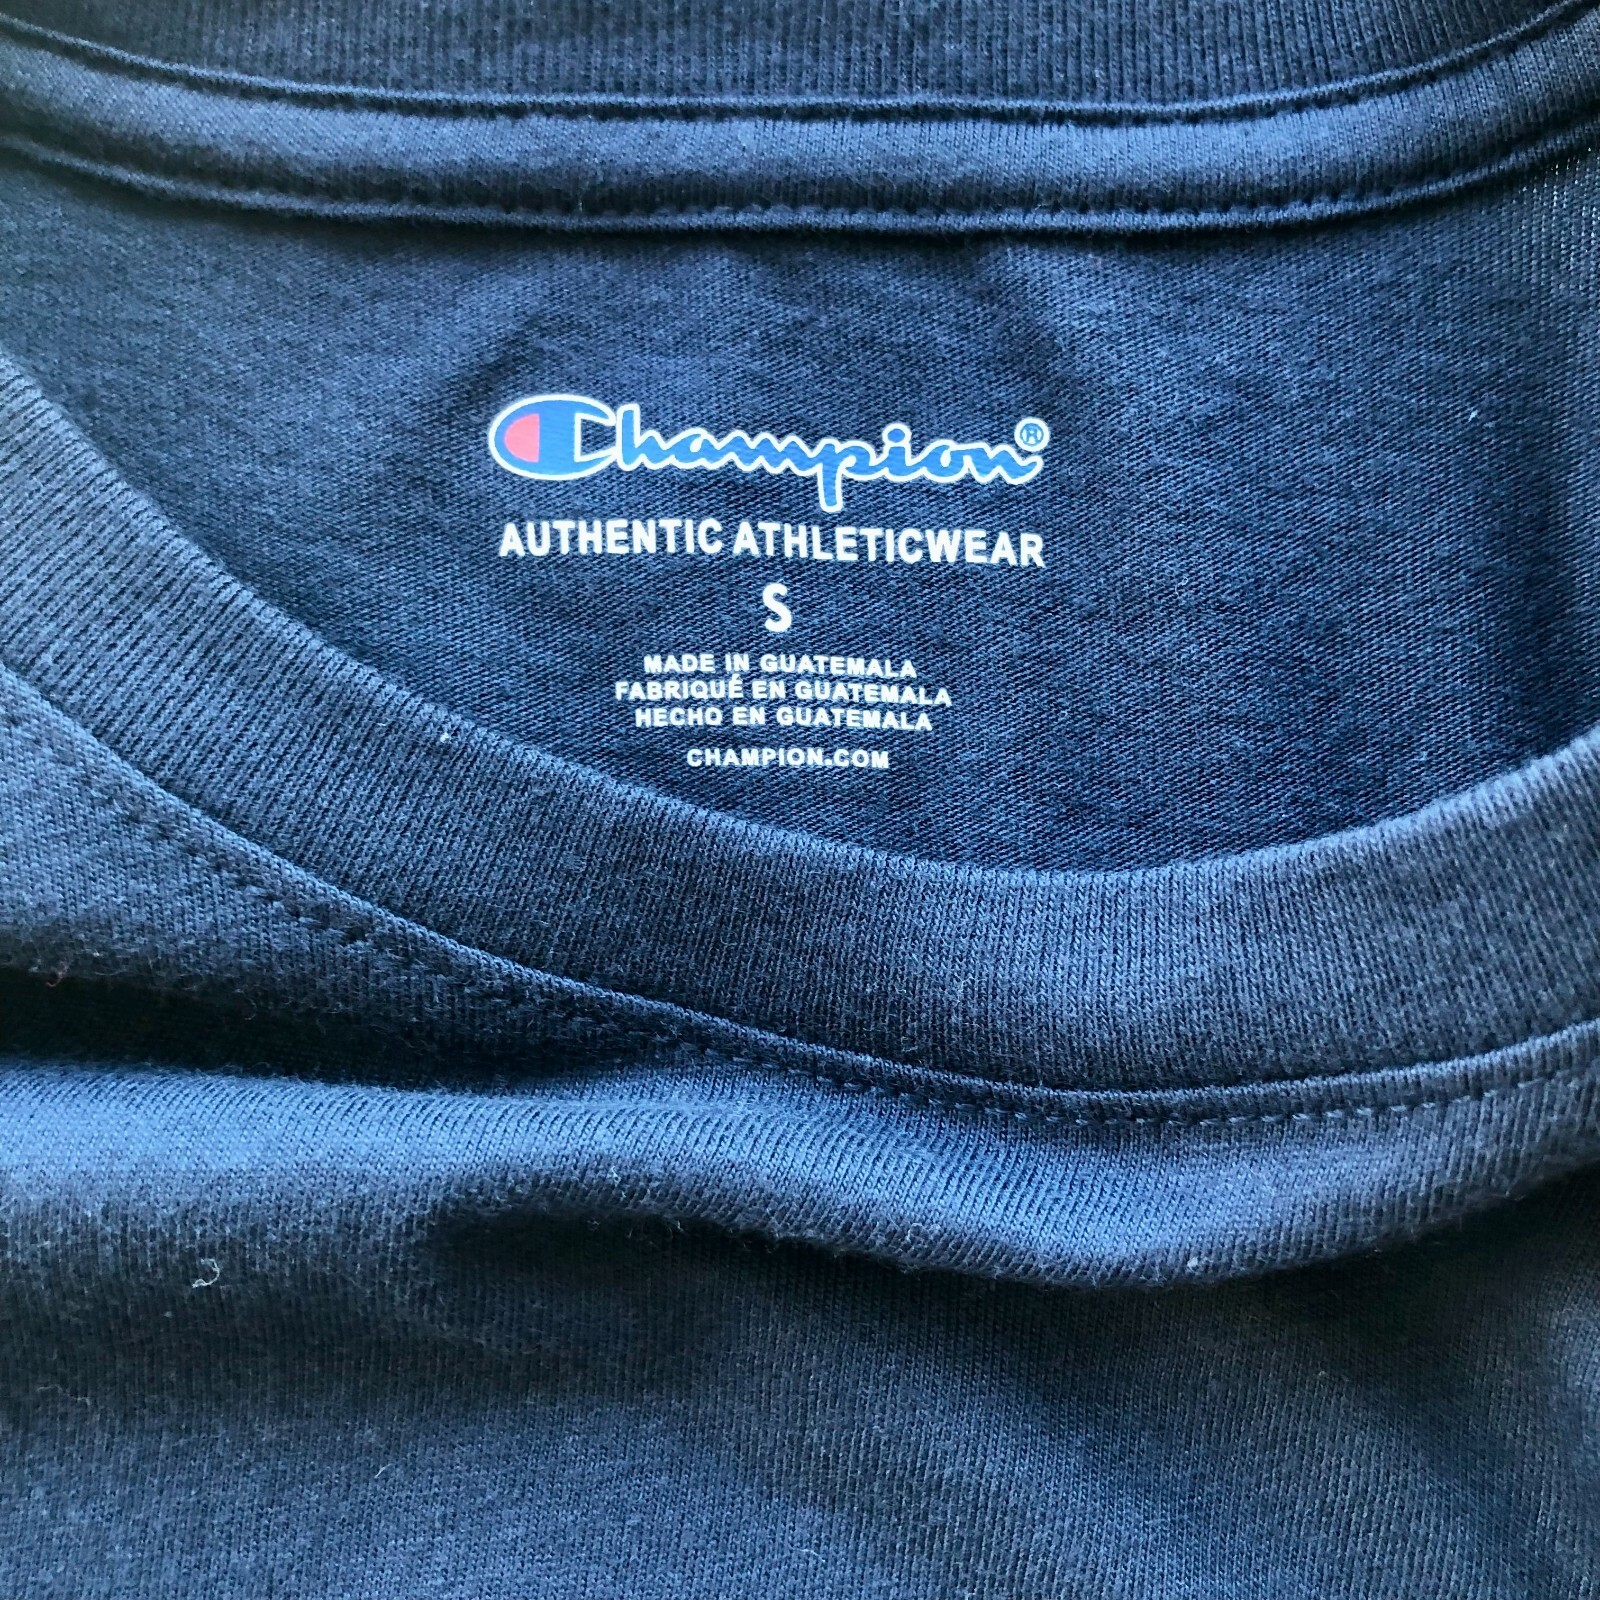 Champion®
AUTHENTIC ATHLETICWEAR
S
MADE IN GUATEMALA
FABRIQUÉ EN GUATEMALA
HECHO EN GUATEMALA
CHAMPION.COM